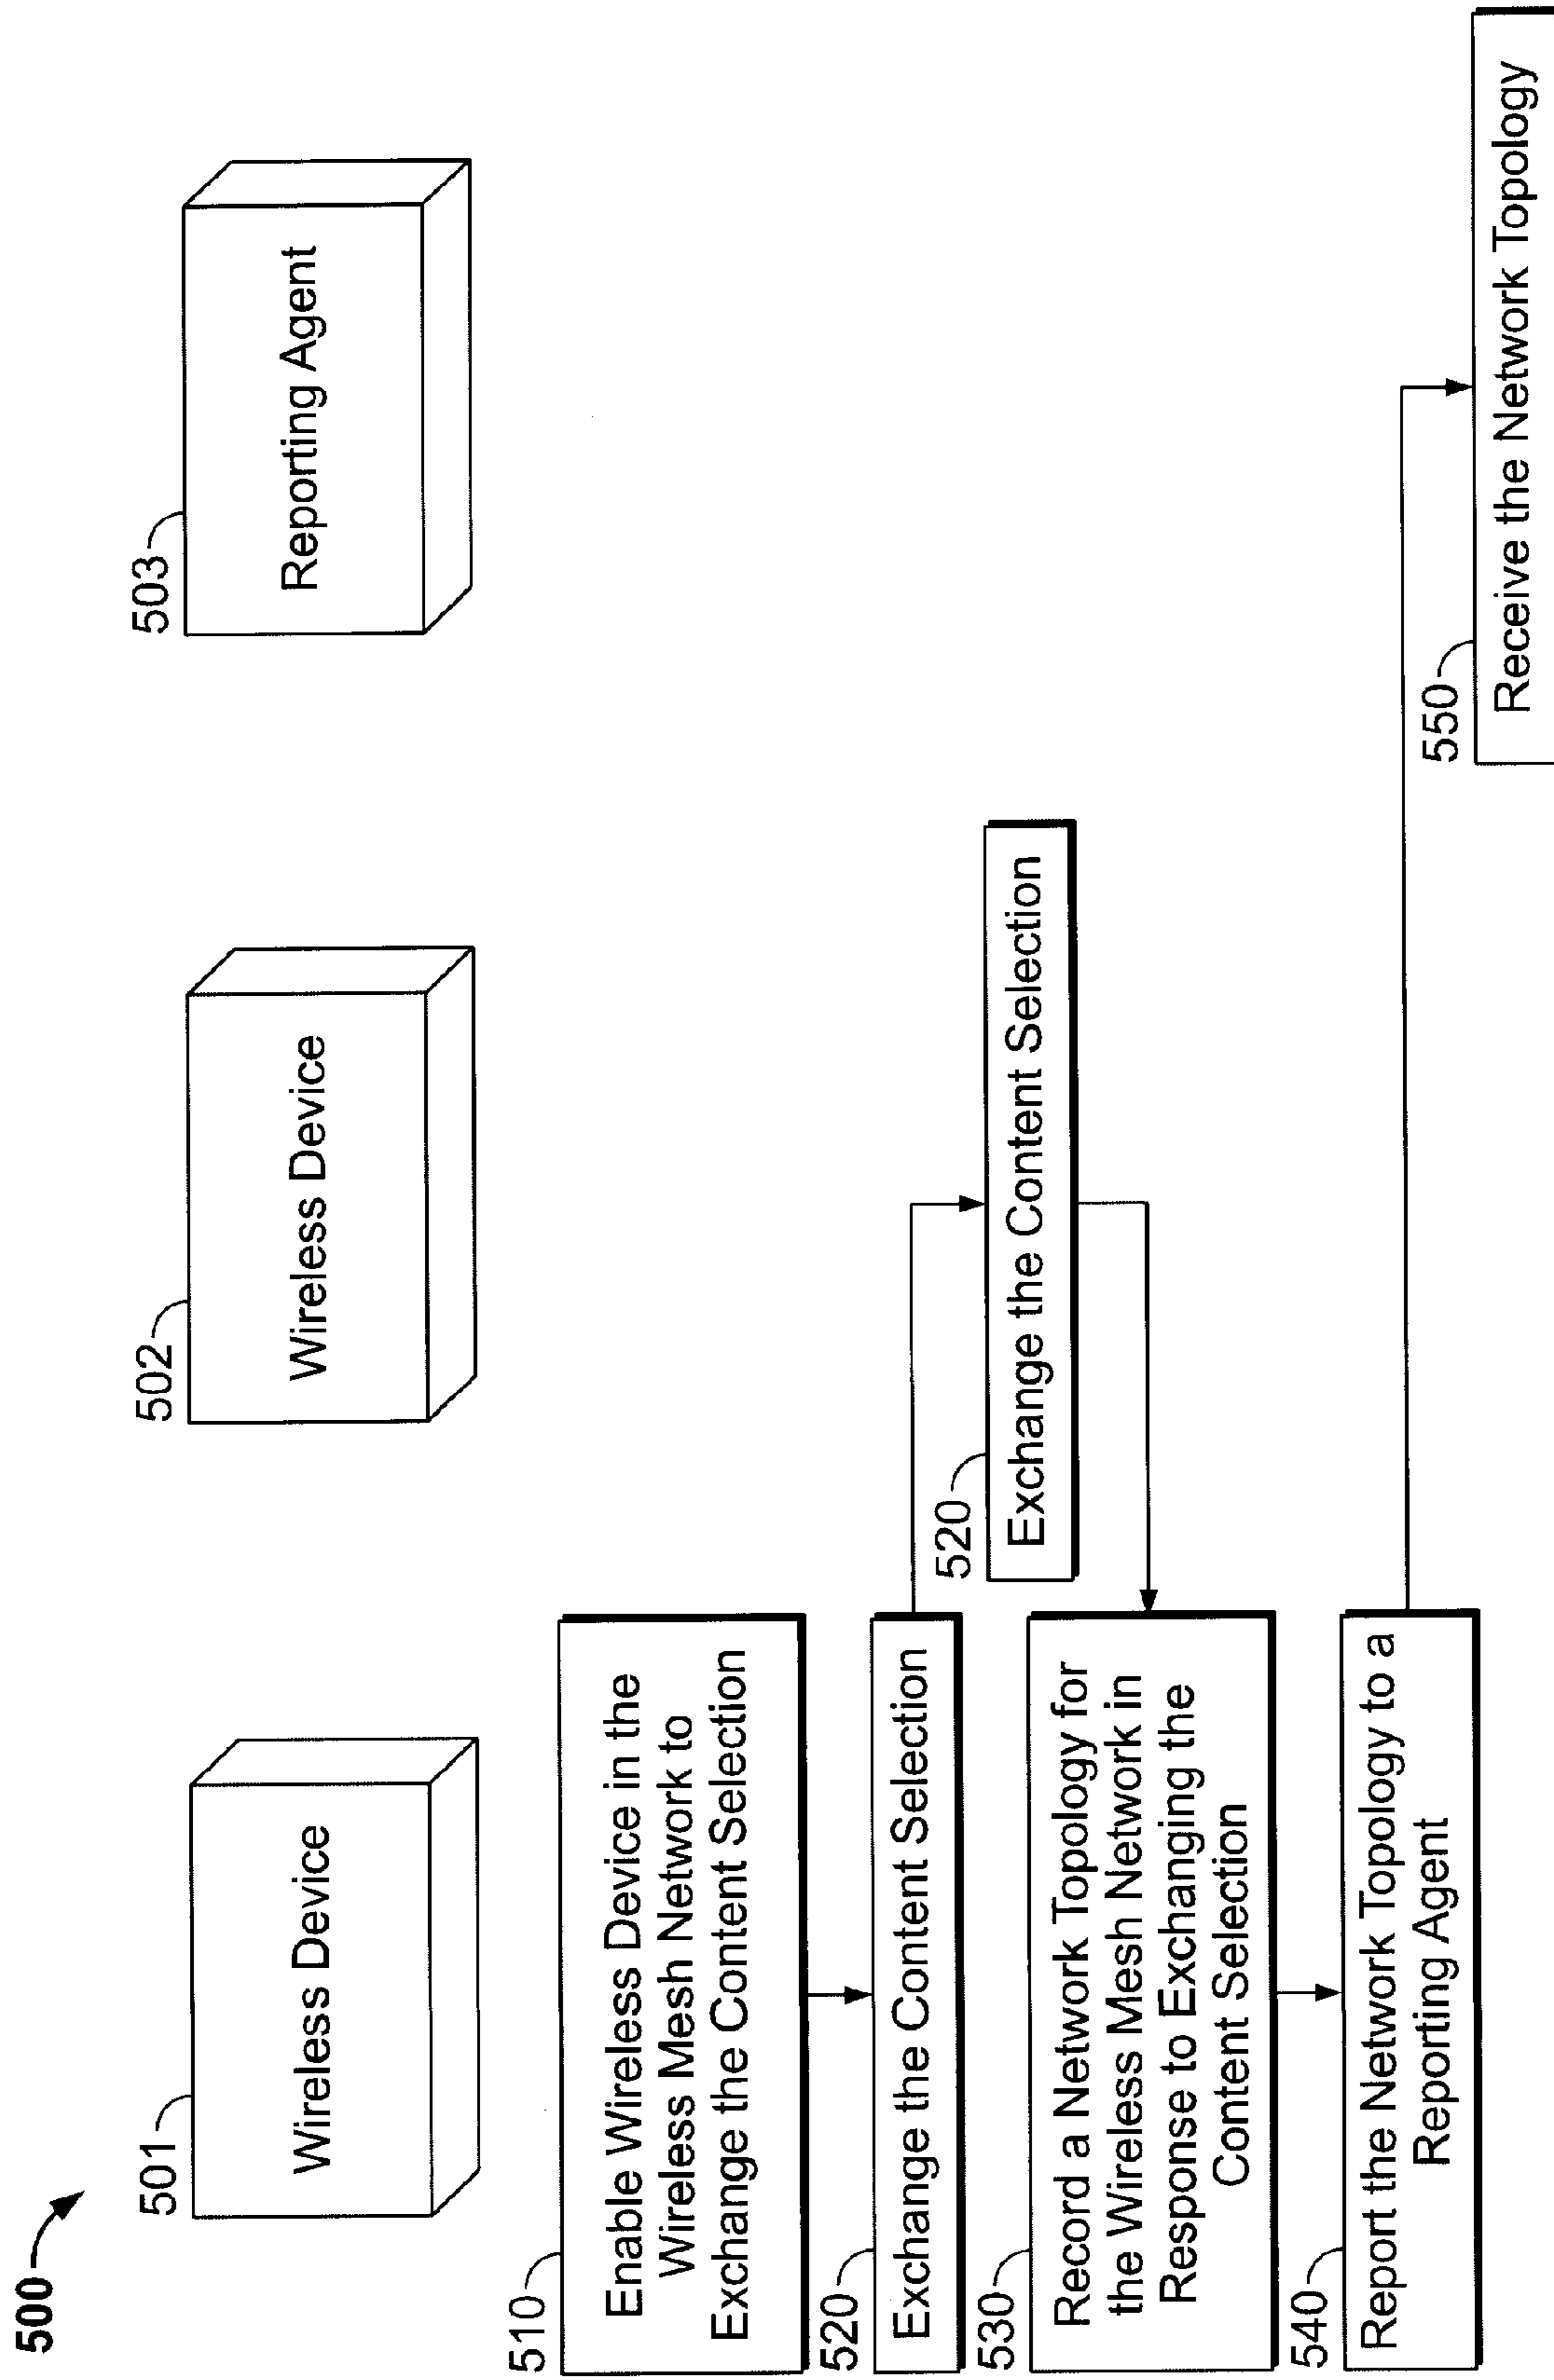 500
501
Wireless Device
502
Wireless Device
503
Reporting Agent
510
Enable Wireless Device in the
Wireless Mesh Network to
Exchange the Content Selection
520
Exchange the Content Selection
520
Exchange the Content Selection
530
Record a Network Topology for
the Wireless Mesh Network in
Response to Exchanging the
Content Selection
540
Report the Network Topology to a
Reporting Agent
550
Receive the Network Topology